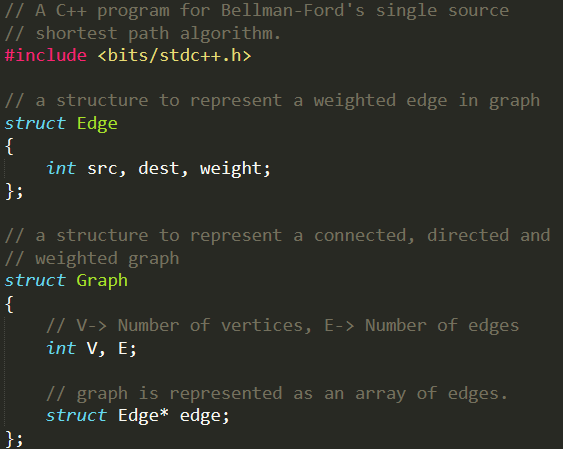 // A C++ program for Bellman-Ford's single source
// shortest path algorithm.
#include <bits/stdc++.h>
// a structure to represent a weighted edge in graph
struct Edge
{
int src, dest, weight;
};
// a structure to represent a connected, directed and
// weighted graph
struct Graph
{
// V-> Number of vertices, E-> Number of edges
int V, E;
// graph is represented as an array of edges.
struct Edge* edge;
};